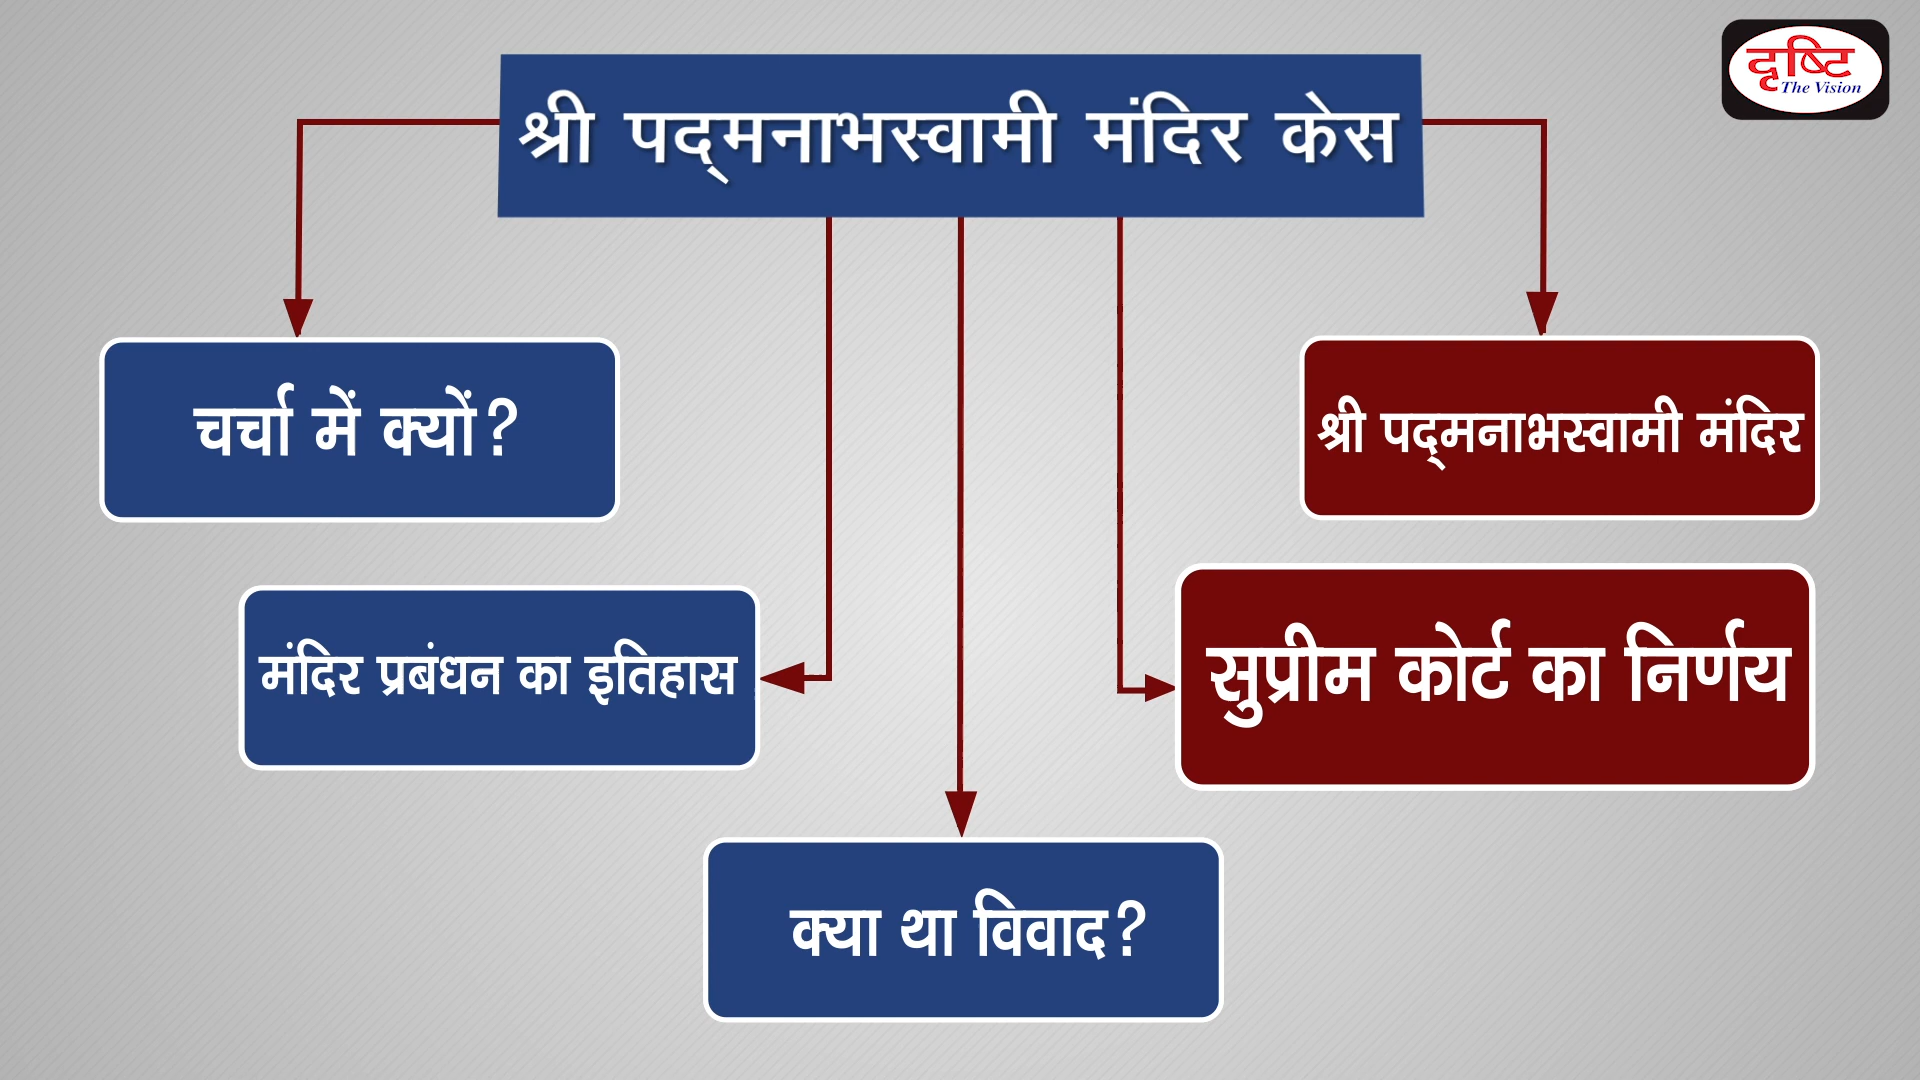 दृष्टि
The Vision
श्री पद्मनाभस्वामी मंदिर केस
चर्चा में क्यों?
श्री पद्मनाभस्वामी मंदिर
मंदिर प्रबंधन का इतिहास
सुप्रीम कोर्ट का निर्णय
क्या था विवाद?